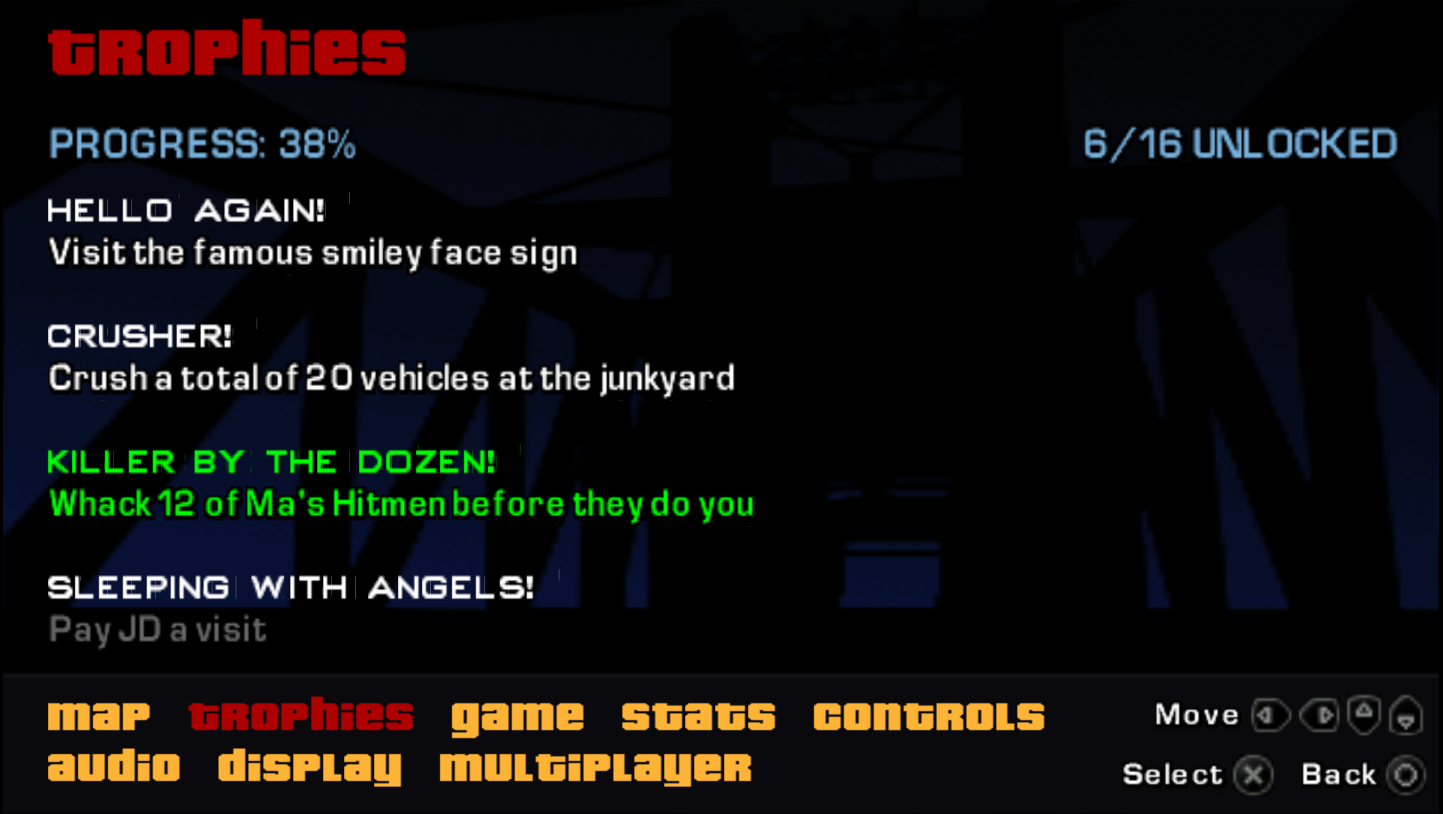 tROPhies
PROGRESS: 38%
6/16 UNLOCKED
HELLO AGAIN!
Visit the famous smiley face sign
CRUSHER!
Crush a total of 20 vehicles at the junkyard
KILLER BY THE DOZEN!
Whack 12 of Ma's Hitmen before they do you
SLEEPING WITH ANGELS!
Pay JD a visit
map tROPhies game stats contROLS
audio disPLay muLtiPLayeR
Move
Select Back